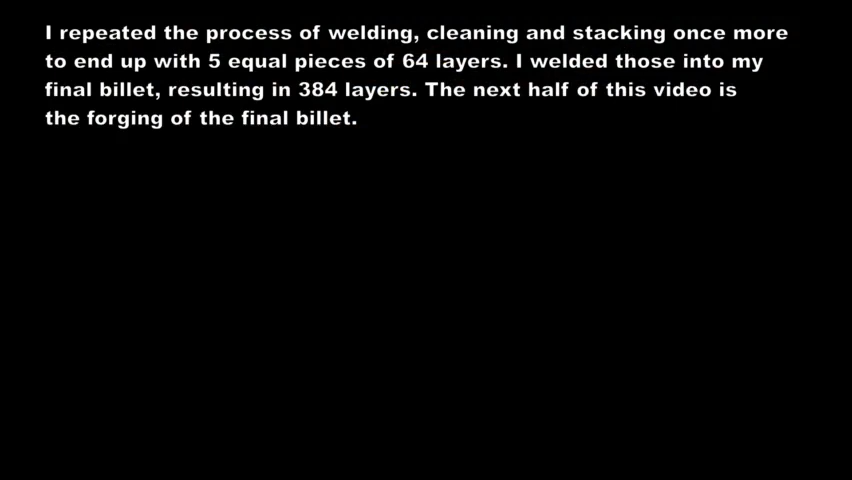 I repeated the process of welding, cleaning and stacking once more
to end up with 5 equal pieces of 64 layers. I welded those into my
final billet, resulting in 384 layers. The next half of this video is
the forging of the final billet.